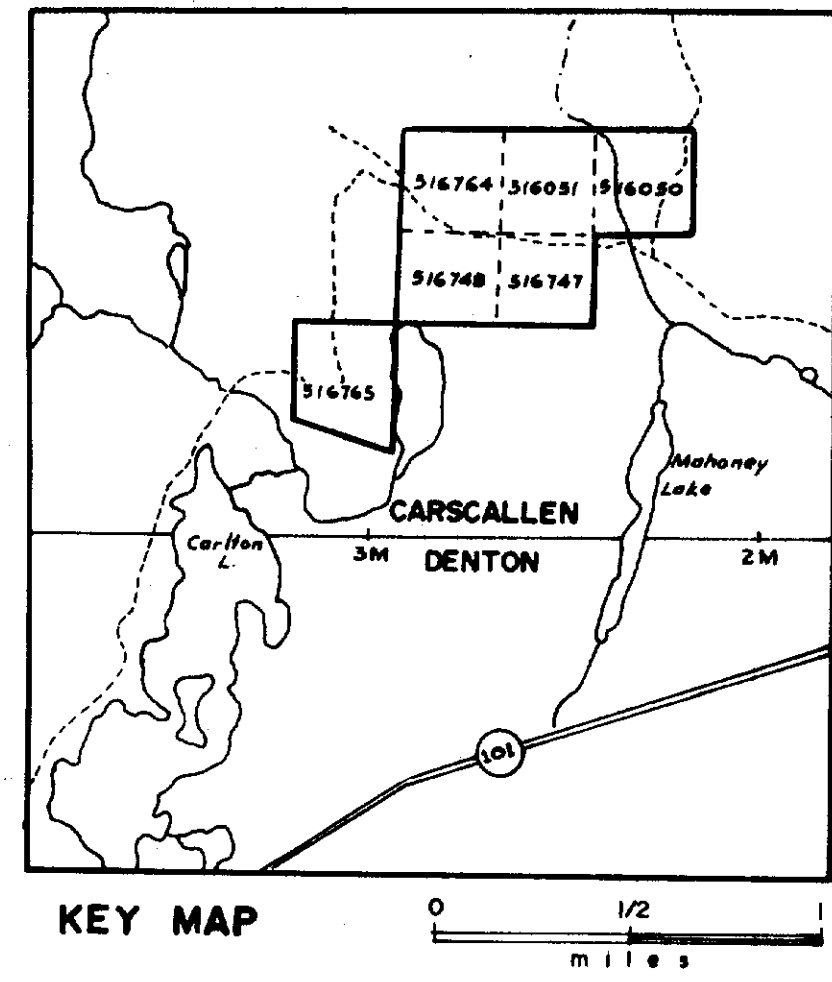 516764 316051 516050
516748 516747
516765
Mahoney
Lake
CARSCALLEN
Carlton
L.
3M
2M
DENTON
101
KEY MAP
0 1/2 1
miles